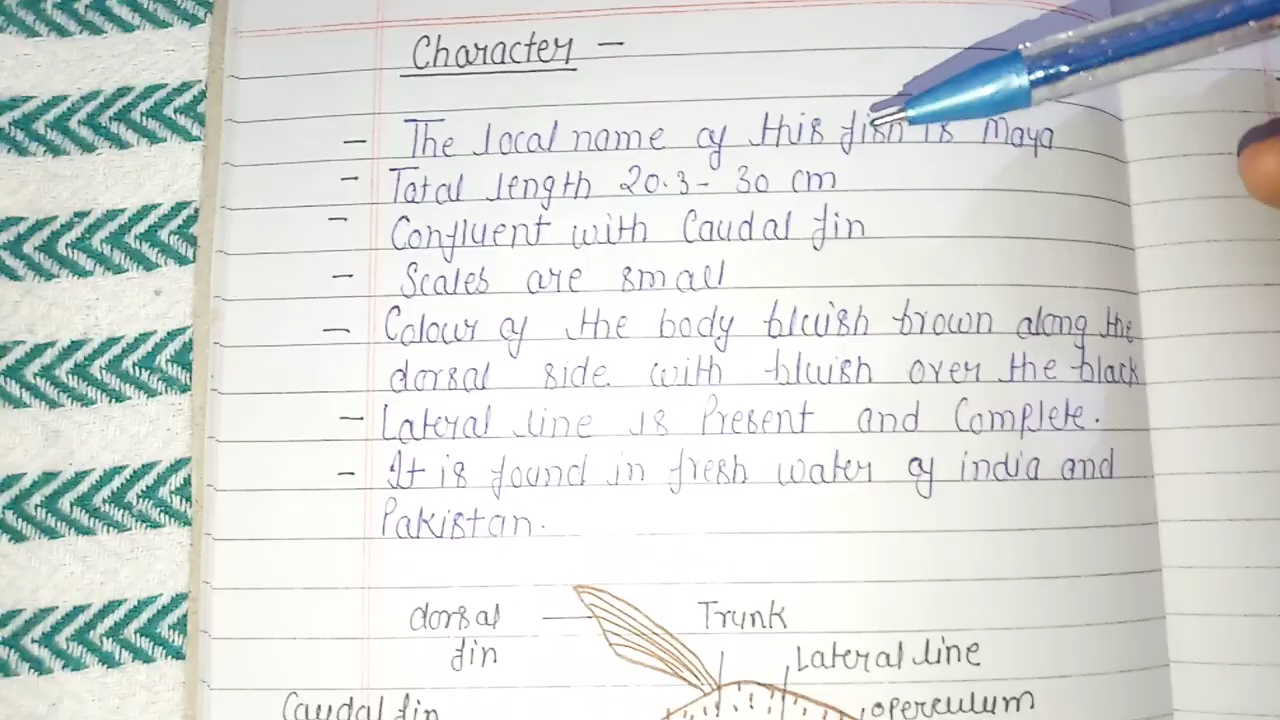 Character -
- The local name of this fish is Maya
- Total length 20.3 - 30 cm
- Confluent with Caudal fin
- Scales are small
- Colour of the body bluish brown along the
dorsal side with bluish over the black
- Lateral line is Present and Complete.
- It is found in fresh water of india and
Pakistan.
dorsal
fin
Trunk
Lateral line
Caudal fin
operculum